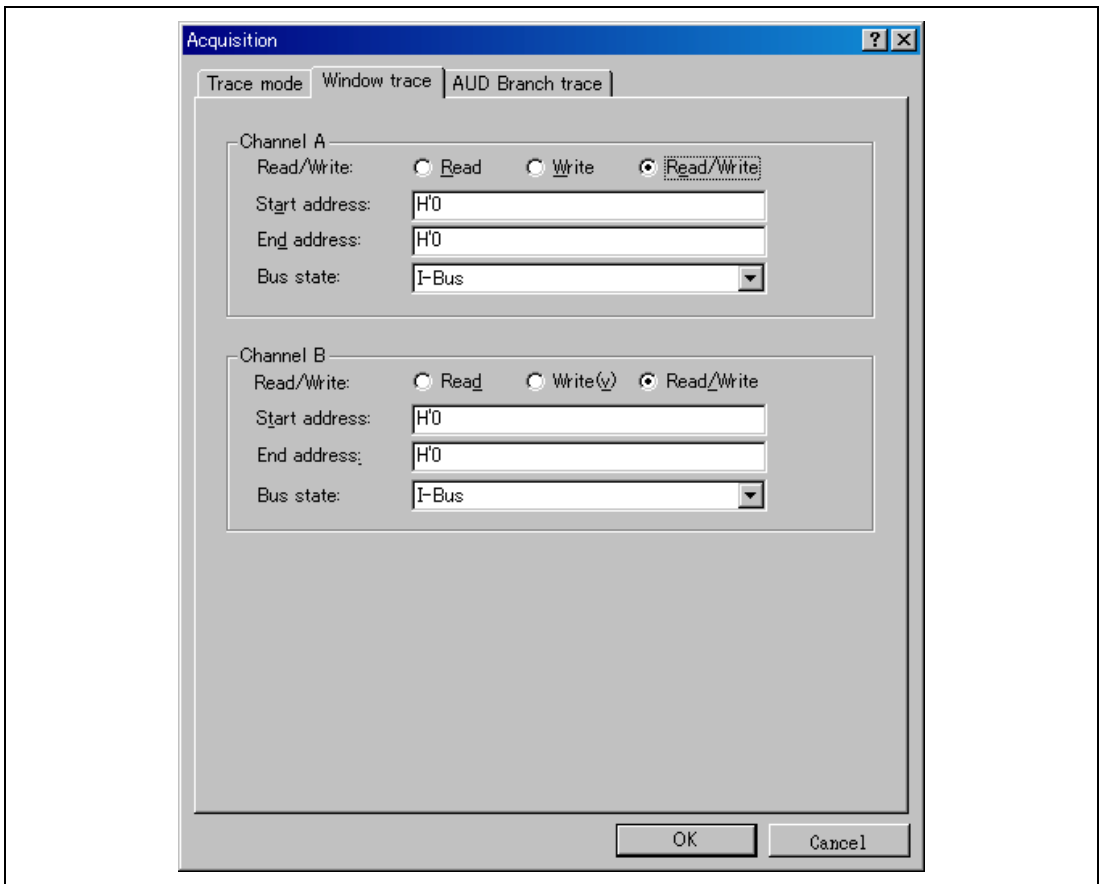 Acquisition
Trace mode Window trace AUD Branch trace
Channel A
Read/Write: Read Write Read/Write
Start address: H'0
End address: H'0
Bus state: I-Bus
Channel B
Read/Write: Read Write(v) Read/Write
Start address: H'0
End address: H'0
Bus state: I-Bus
OK Cancel